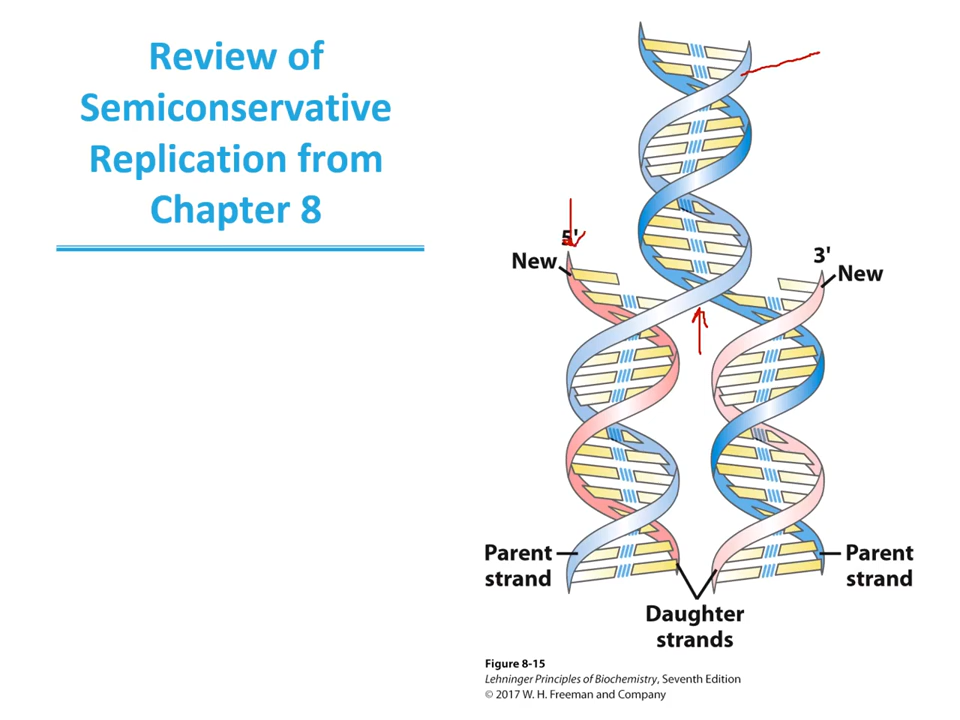 Review of
Semiconservative
Replication from
Chapter 8
5'
New
3'
New
Parent
strand
Parent
strand
Daughter
strands
Figure 8-15
Lehninger Principles of Biochemistry, Seventh Edition
© 2017 W. H. Freeman and Company